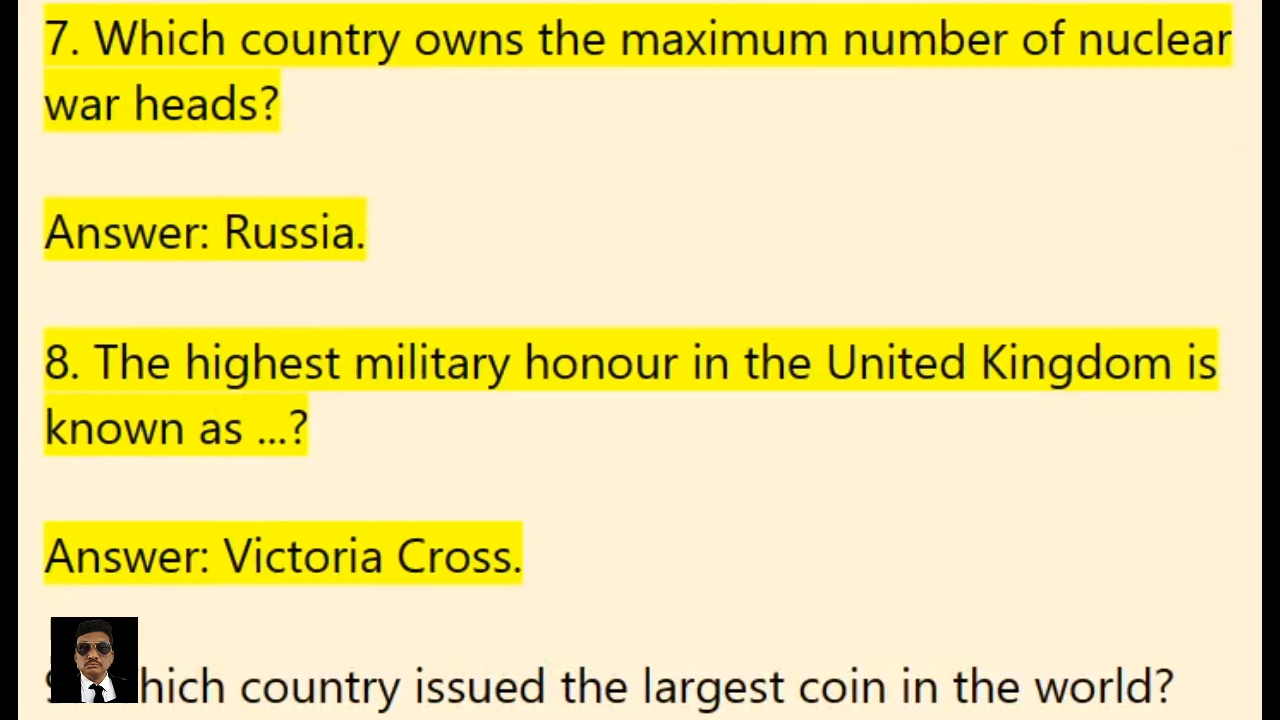 7. Which country owns the maximum number of nuclear
war heads?
Answer: Russia.
8. The highest military honour in the United Kingdom is
known as ...?
Answer: Victoria Cross.
country issued the largest coin in the world?